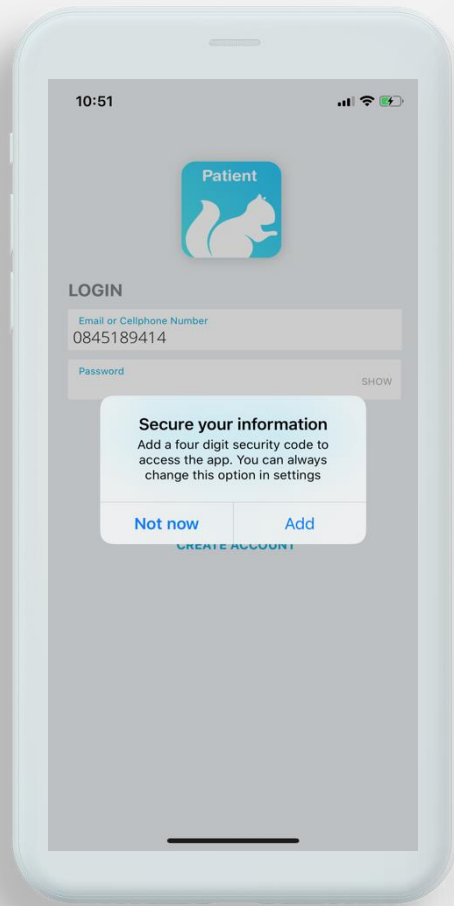 10:51
Patient
LOGIN
Email or Cellphone Number
0845189414
Password
SHOW
Secure your information
Add a four digit security code to
access the app. You can always
change this option in settings
Not now
Add
CREATE ACCOUNT